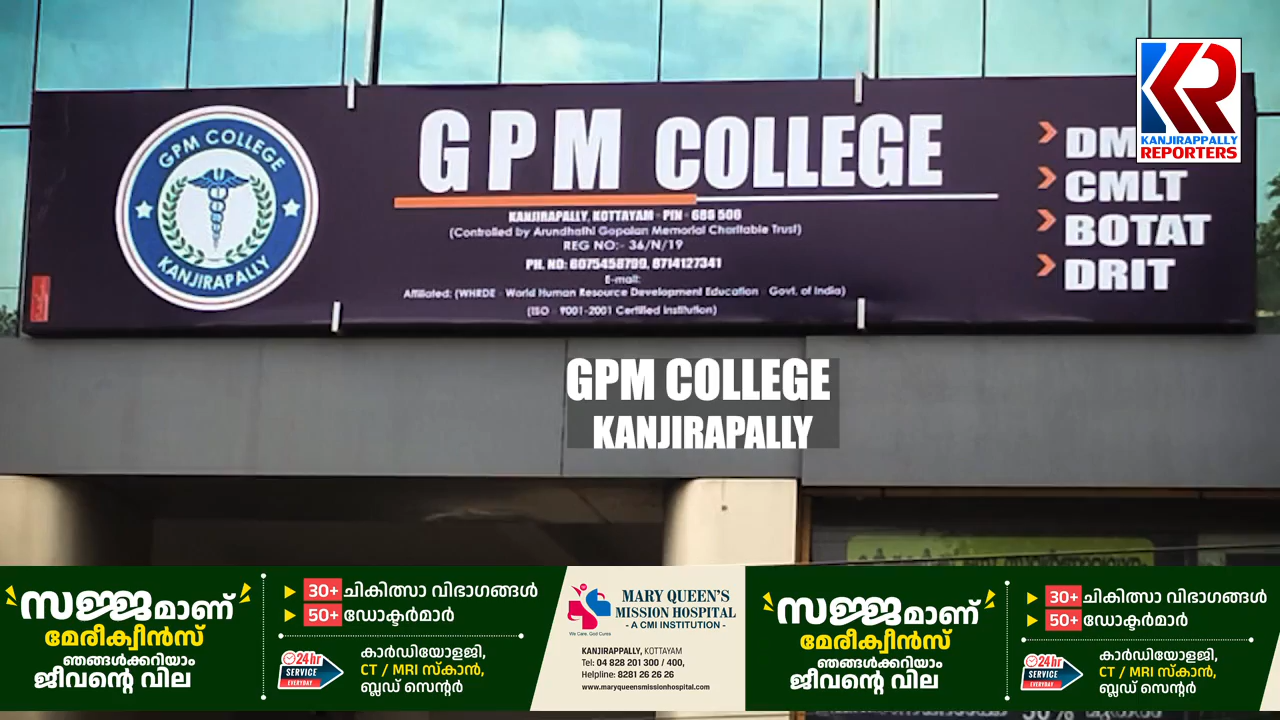 GPM COLLEGE
KANJIRAPALLY
GPM COLLEGE
KANJIRAPALLY, KOTTAYAM - PIN - 686 508
(Controlled by Arundhathi Gopalan Memorial Charitable Trust)
REG NO:- 36/N/19
PH. NO: 6075458799, 8714127341
E-mail:
Affiliated: (WHRDE - World Human Resource Development Education - Govt. of India)
(ISO - 9001-2001 Certified Institution)
CMLT
BOTAT
DRIT
KR
KANJIRAPPALLY
REPORTERS
GPM COLLEGE
KANJIRAPALLY
സജ്ജമാണ്
മേരീക്വീൻസ്
ഞങ്ങൾക്കറിയാം
ജീവന്റെ വില
30+ ചികിത്സാ വിഭാഗങ്ങൾ
50+ ഡോക്ടർമാർ
24hr
SERVICE
EVERYDAY
കാർഡിയോളജി,
CT / MRI സ്കാൻ,
ബ്ലഡ് സെന്റർ
MARY QUEEN'S
MISSION HOSPITAL
- A CMI INSTITUTION -
We Care, God Cures
KANJIRAPPALLY, KOTTAYAM
Tel: 04 828 201 300 / 400,
Helpline: 8281 26 26 26
www.maryqueensmissionhospital.com
സജ്ജമാണ്
മേരീക്വീൻസ്
ഞങ്ങൾക്കറിയാം
ജീവന്റെ വില
30+ ചികിത്സാ വിഭാഗങ്ങൾ
50+ ഡോക്ടർമാർ
24hr
SERVICE
EVERYDAY
കാർഡിയോളജി,
CT / MRI സ്കാൻ,
ബ്ലഡ് സെന്റർ